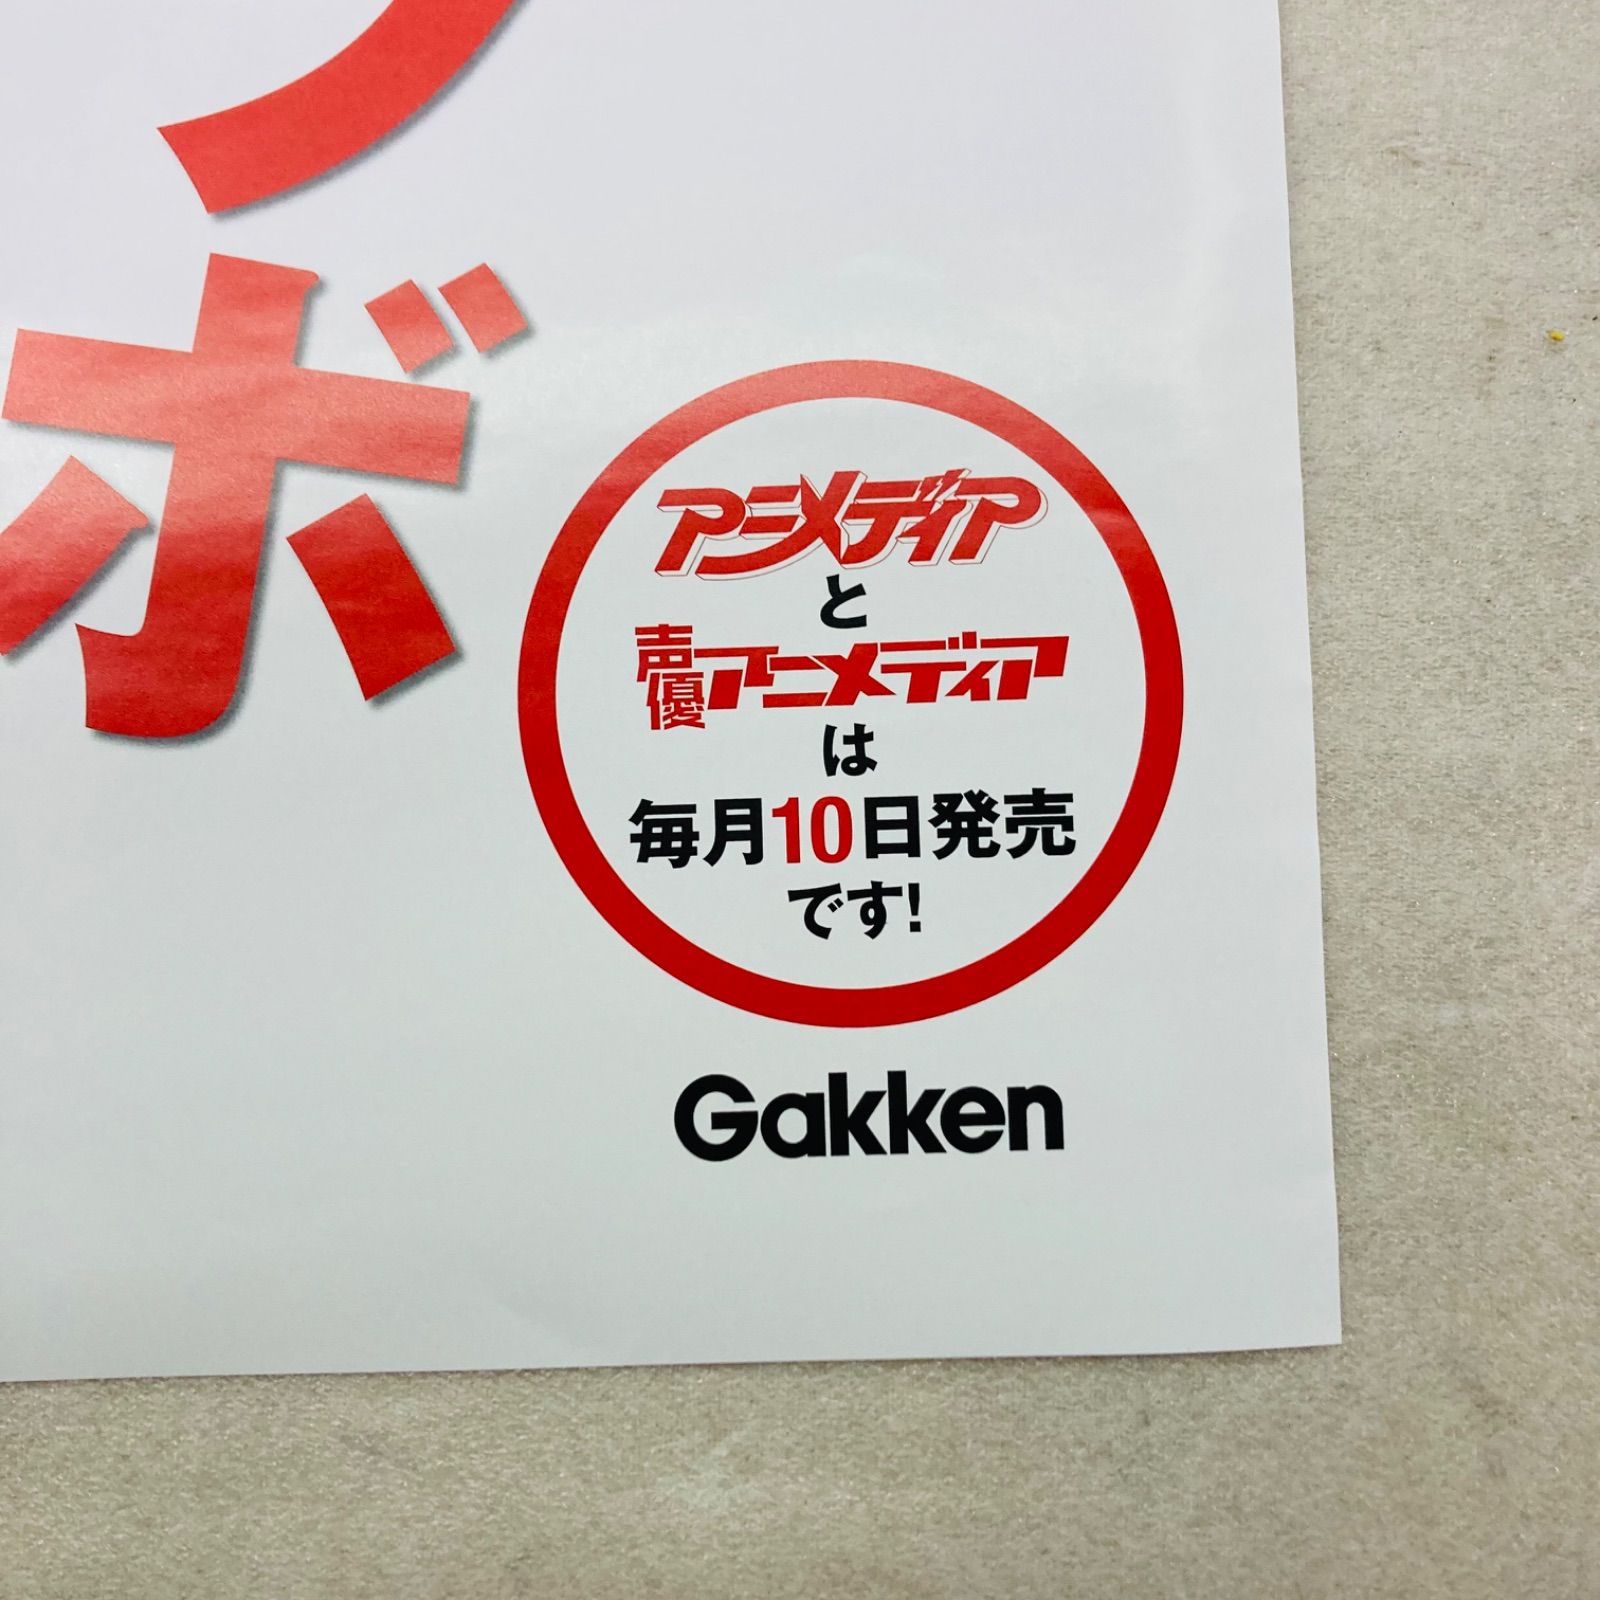 ボ
アニメディア
と
声優アニメディア
は
毎月10日発売
です!
Gakken